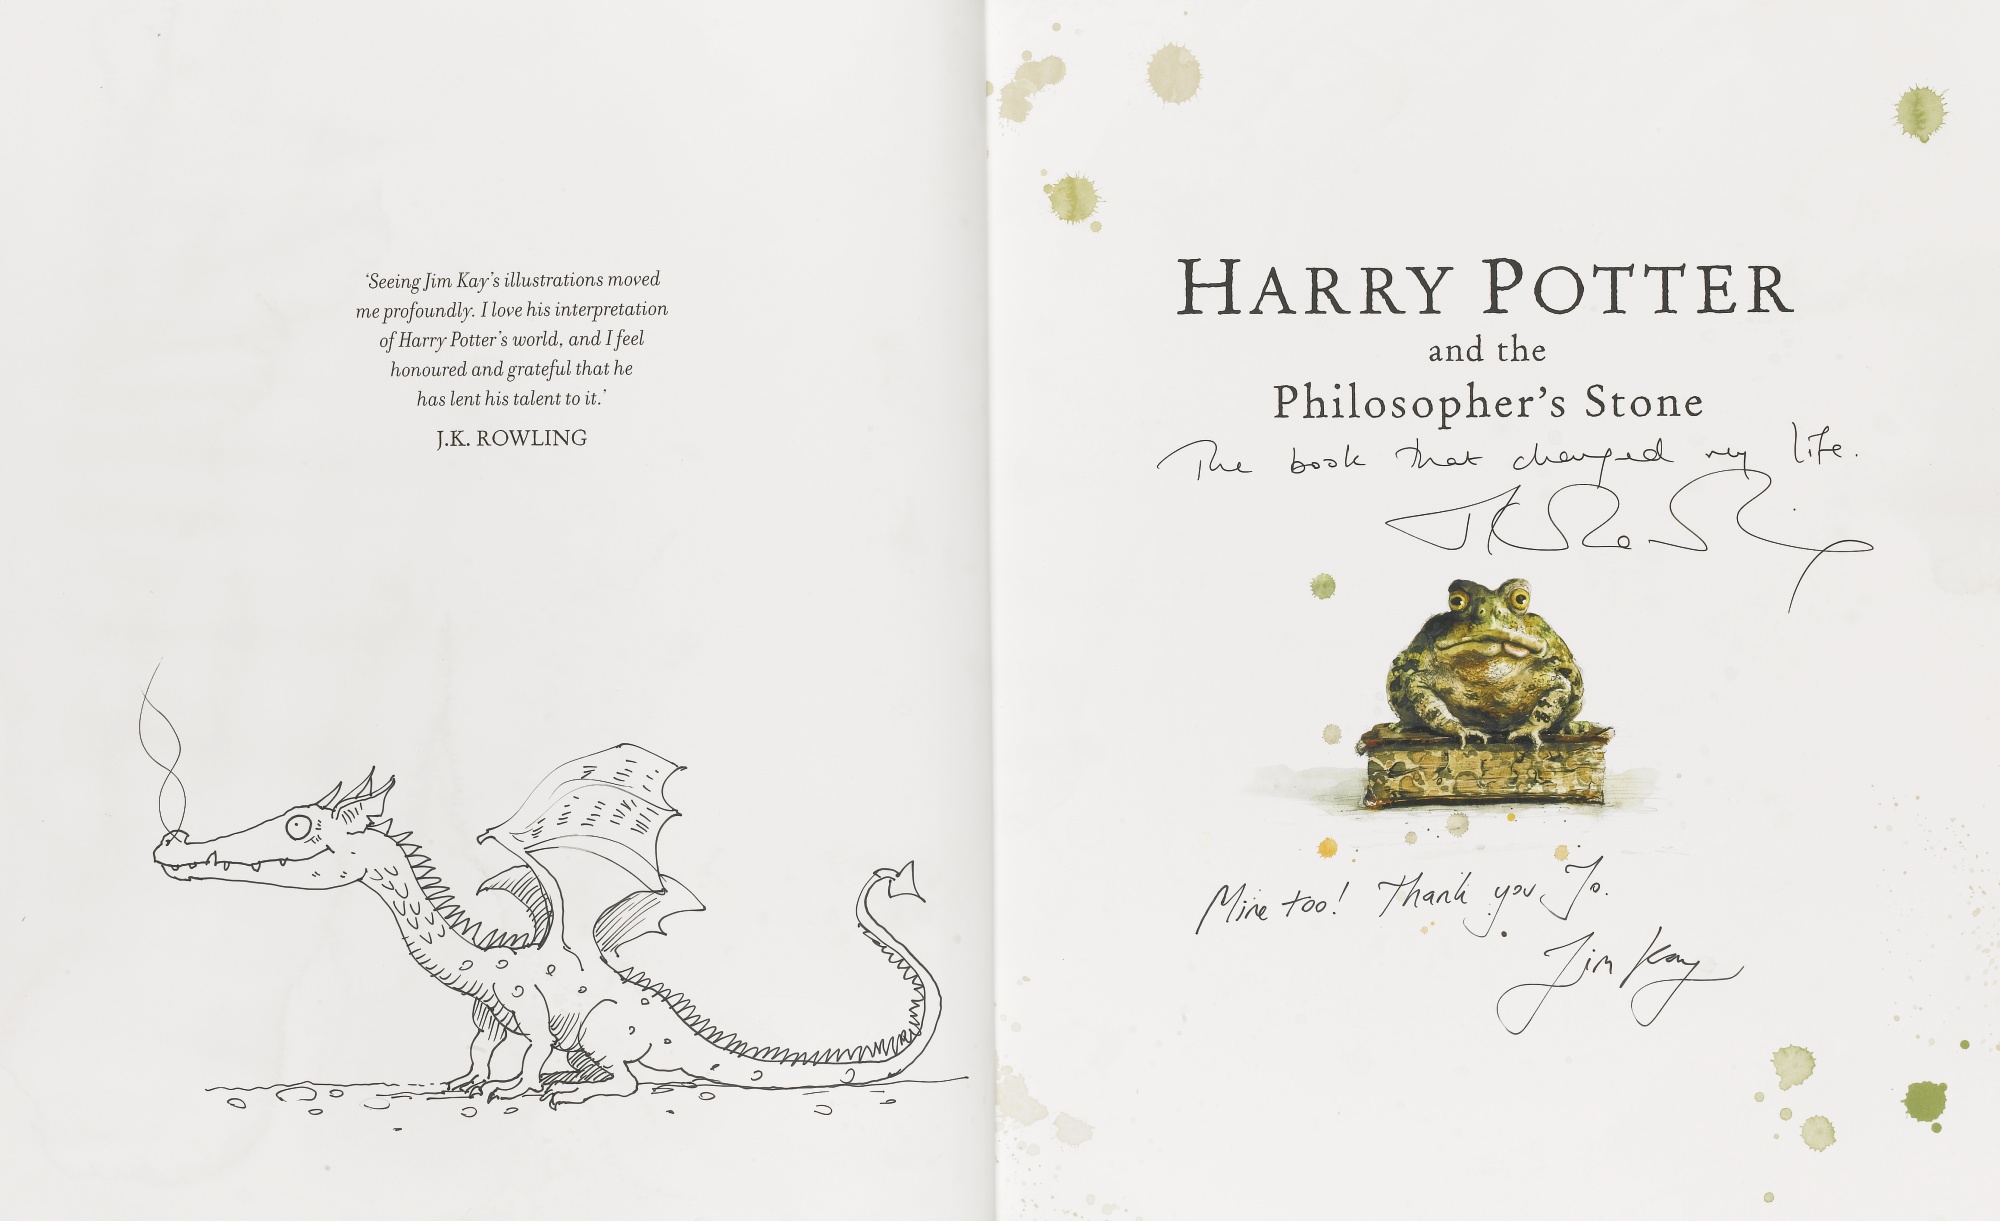 ‘Seeing Jim Kay’s illustrations moved
me profoundly. I love his interpretation
of Harry Potter’s world, and I feel
honoured and grateful that he
has lent his talent to it.’
J.K. ROWLING
HARRY POTTER
and the
Philosopher’s Stone
The book that changed my life.
JK Rowling
Mine too! Thank you Jo.
Jim Kay